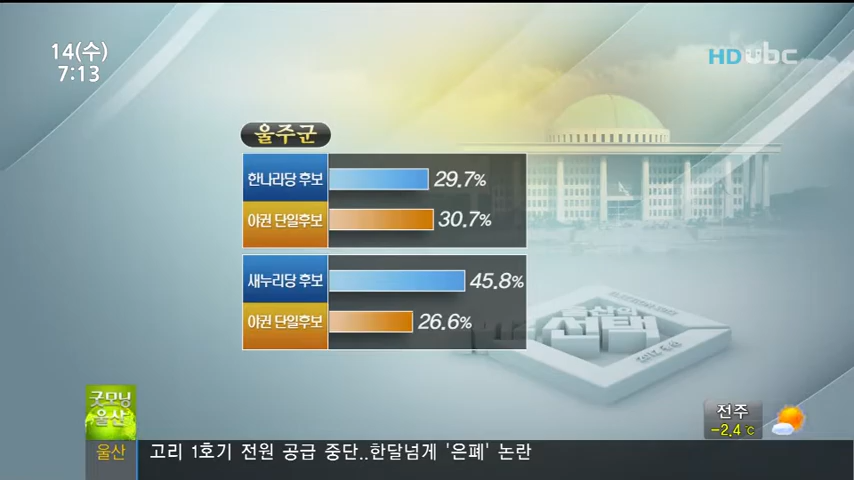 14(수)
7:13
HD ubc
울주군
한나라당 후보 29.7%
야권 단일후보 30.7%
새누리당 후보 45.8%
야권 단일후보 26.6%
선택
굿모닝
울산
전주
-2.4℃
울산
고리 1호기 전원 공급 중단..한달넘게 '은폐' 논란